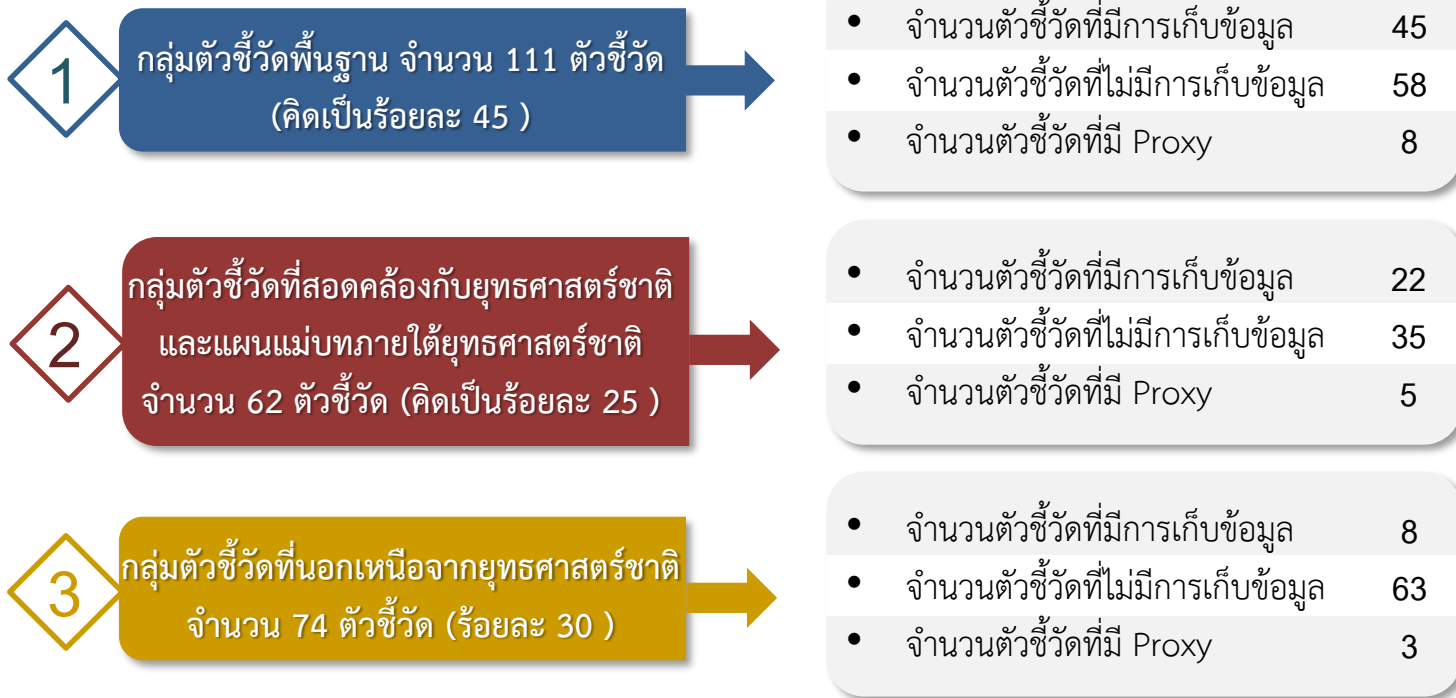 1
กลุ่มตัวชี้วัดพื้นฐาน จำนวน 111 ตัวชี้วัด
(คิดเป็นร้อยละ 45 )
• จำนวนตัวชี้วัดที่มีการเก็บข้อมูล 45
• จำนวนตัวชี้วัดที่ไม่มีการเก็บข้อมูล 58
• จำนวนตัวชี้วัดที่มี Proxy 8
2
กลุ่มตัวชี้วัดที่สอดคล้องกับยุทธศาสตร์ชาติ
และแผนแม่บทภายใต้ยุทธศาสตร์ชาติ
จำนวน 62 ตัวชี้วัด (คิดเป็นร้อยละ 25 )
• จำนวนตัวชี้วัดที่มีการเก็บข้อมูล 22
• จำนวนตัวชี้วัดที่ไม่มีการเก็บข้อมูล 35
• จำนวนตัวชี้วัดที่มี Proxy 5
3
กลุ่มตัวชี้วัดที่นอกเหนือจากยุทธศาสตร์ชาติ
จำนวน 74 ตัวชี้วัด (ร้อยละ 30 )
• จำนวนตัวชี้วัดที่มีการเก็บข้อมูล 8
• จำนวนตัวชี้วัดที่ไม่มีการเก็บข้อมูล 63
• จำนวนตัวชี้วัดที่มี Proxy 3